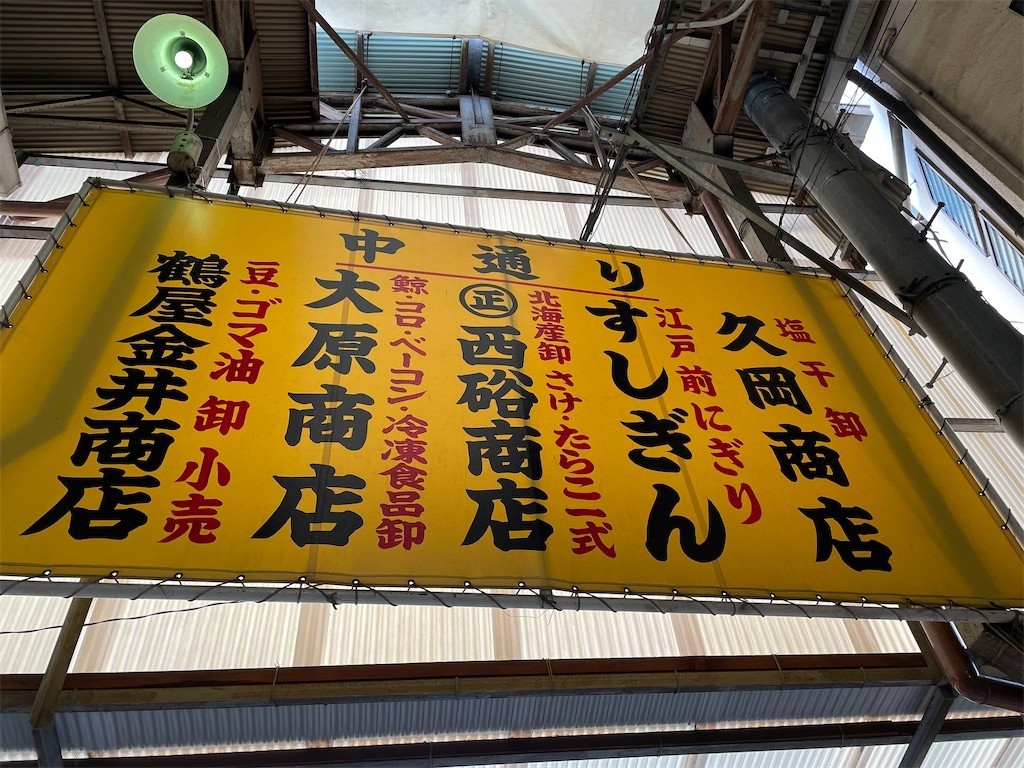 中通り
塩干卸
久岡商店
江戸前にぎり
すしぎん
北海産卸さけ・たらこ一式
㊣西硲商店
鯨・コロ・ベーコン・冷凍食品卸
大原商店
豆・ゴマ油卸小売
鶴屋金井商店